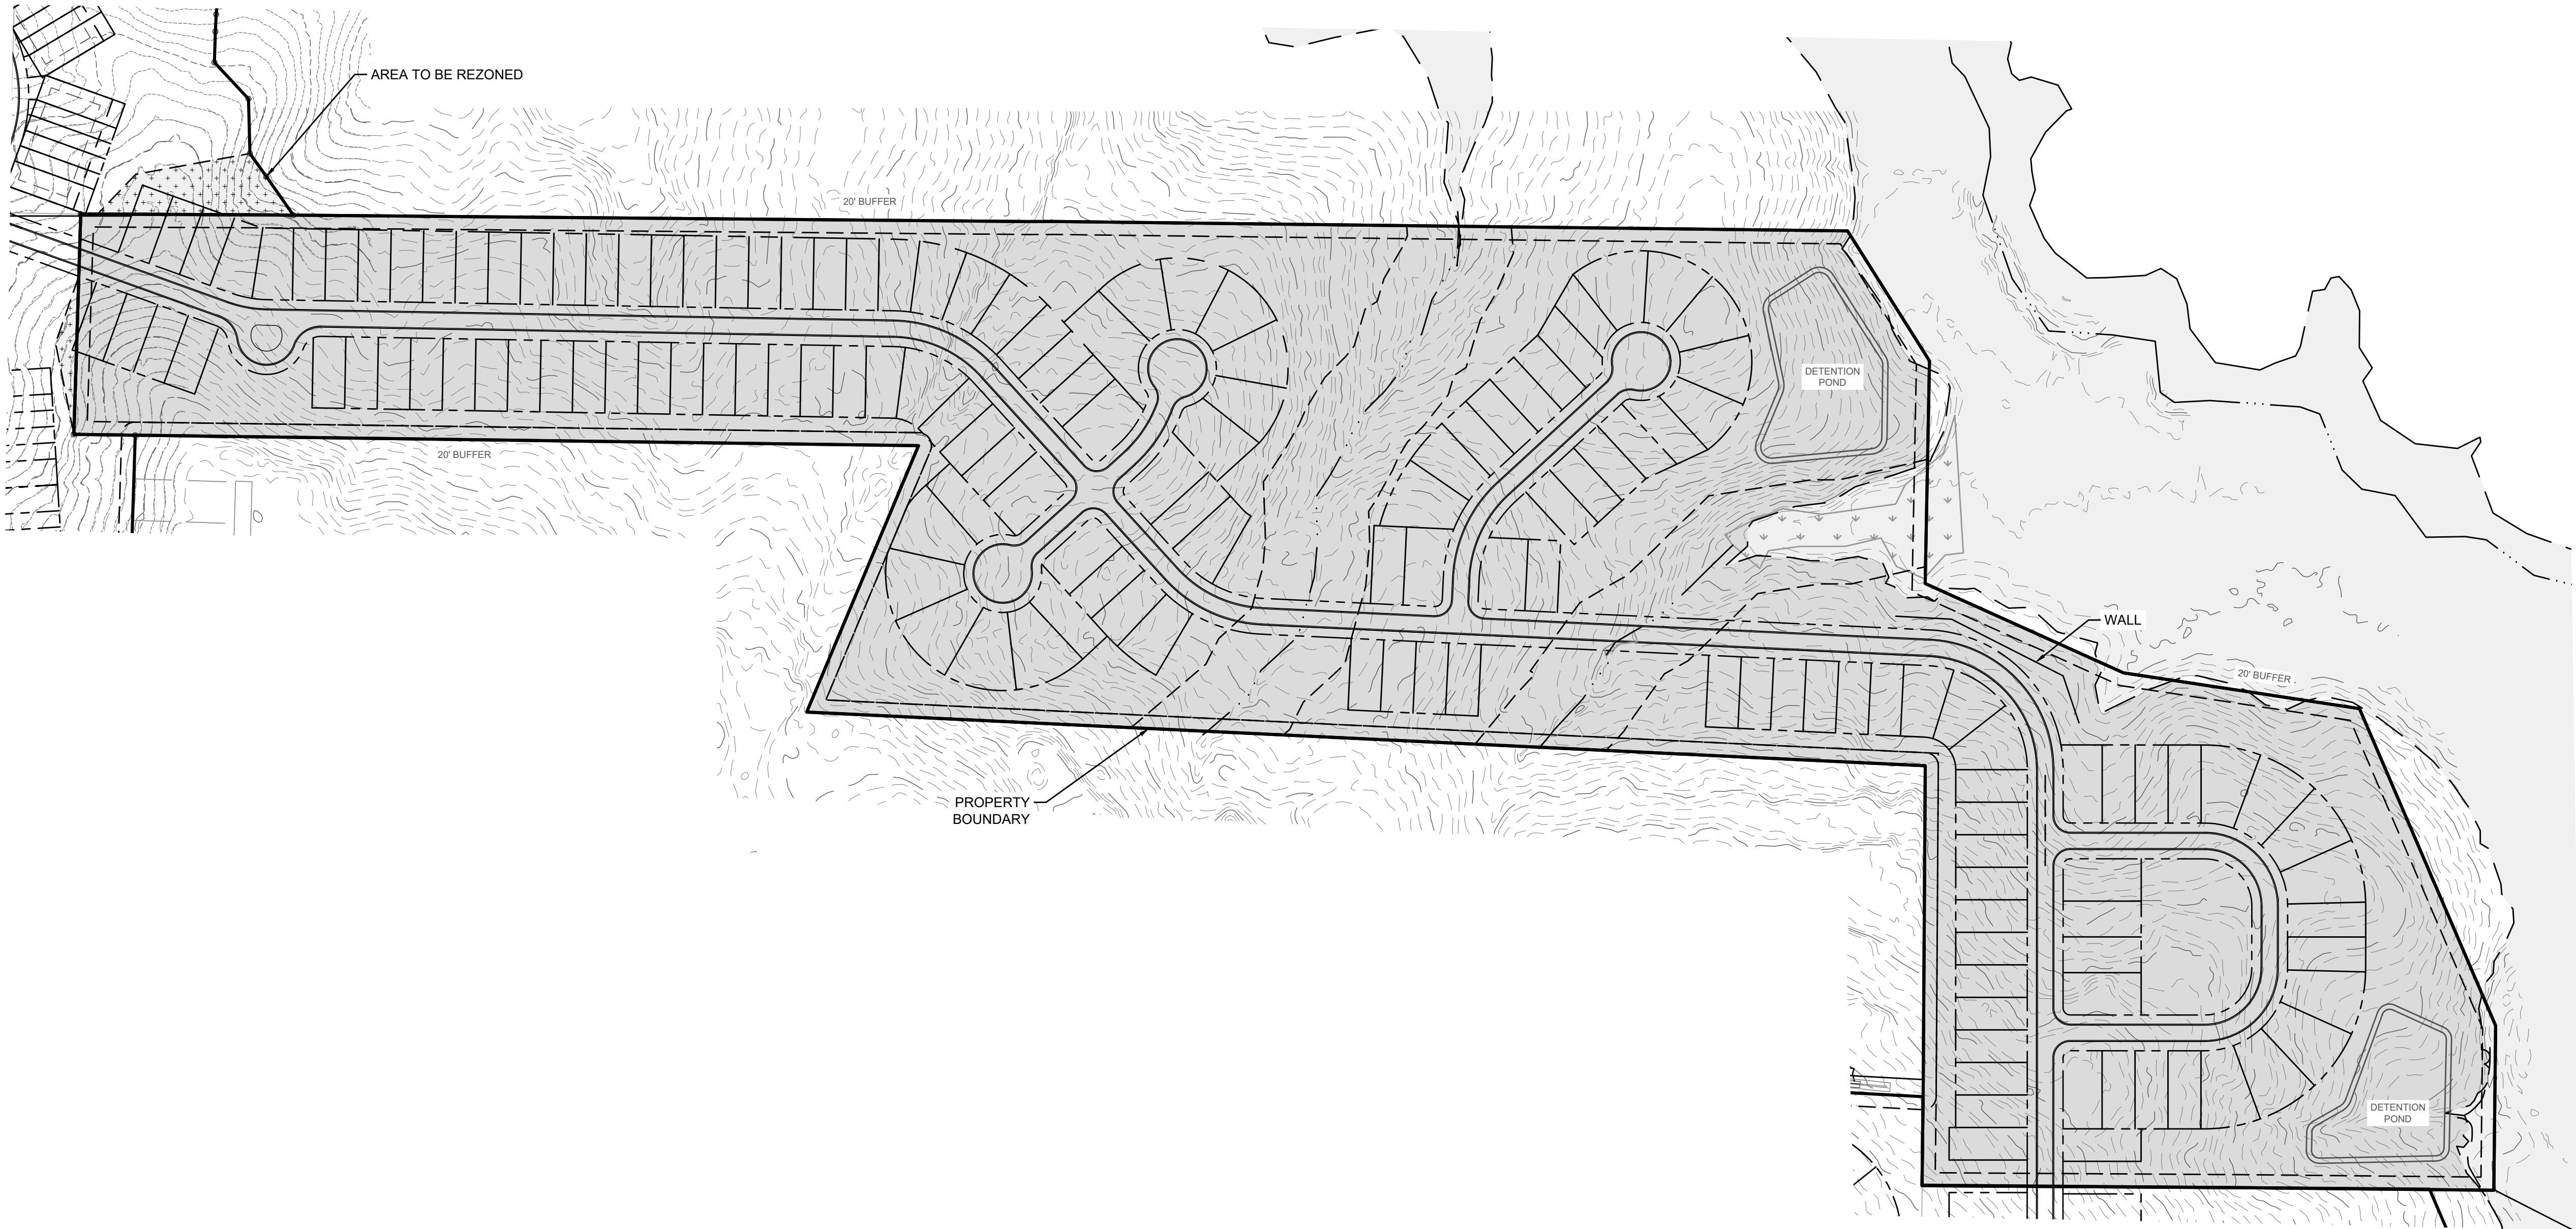 AREA TO BE REZONED
20' BUFFER
DETENTION
POND
20' BUFFER
WALL
20' BUFFER
PROPERTY
BOUNDARY
DETENTION
POND